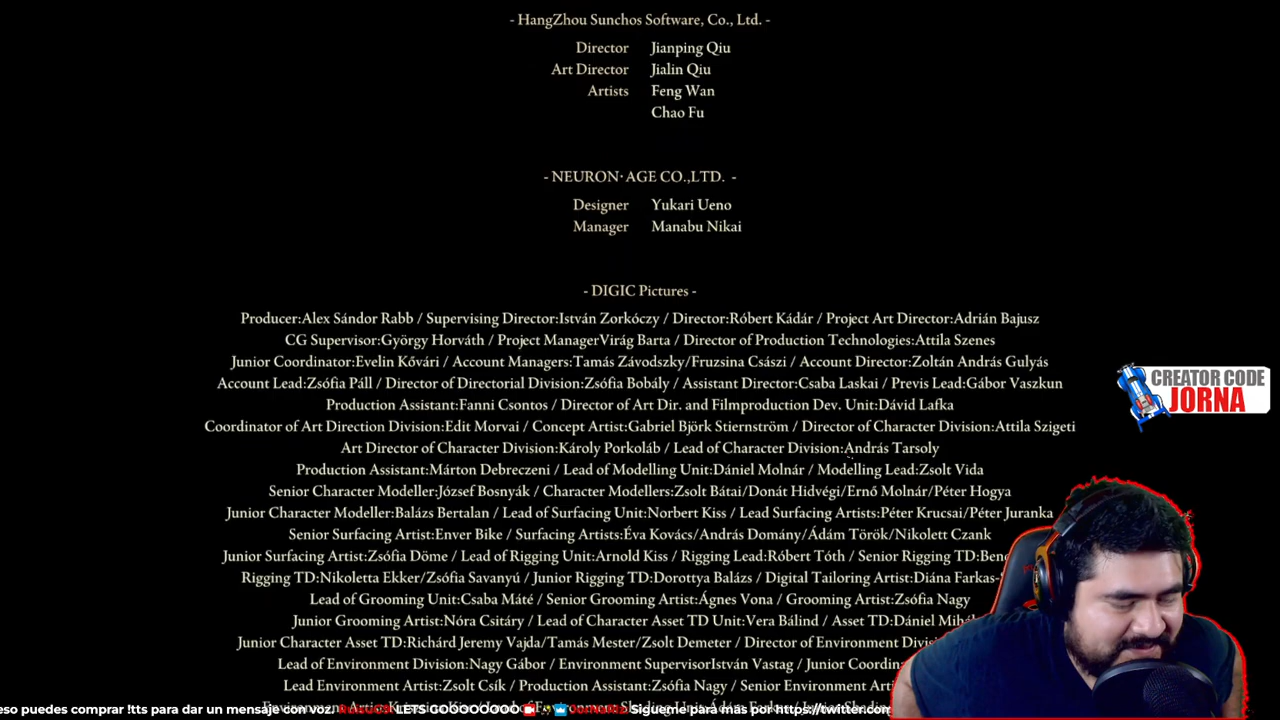 - HangZhou Sunchos Software, Co., Ltd. -
Director Jianping Qiu
Art Director Jialin Qiu
Artists Feng Wan
Chao Fu
- NEURON·AGE CO.,LTD. -
Designer Yukari Ueno
Manager Manabu Nikai
- DIGIC Pictures -
Producer:Alex Sándor Rabb / Supervising Director:István Zorkóczy / Director:Róbert Kádár / Project Art Director:Adrián Bajusz
CG Supervisor:György Horváth / Project ManagerVirág Barta / Director of Production Technologies:Attila Szenes
Junior Coordinator:Evelin Kővári / Account Managers:Tamás Závodszky/Fruzsina Császi / Account Director:Zoltán András Gulyás
Account Lead:Zsófia Páll / Director of Directorial Division:Zsófia Bobály / Assistant Director:Csaba Laskai / Previs Lead:Gábor Vaszkun
Production Assistant:Fanni Csontos / Director of Art Dir. and Filmproduction Dev. Unit:Dávid Lafka
Coordinator of Art Direction Division:Edit Morvai / Concept Artist:Gabriel Björk Stiernström / Director of Character Division:Attila Szigeti
Art Director of Character Division:Károly Porkoláb / Lead of Character Division:András Tarsoly
Production Assistant:Márton Debreczeni / Lead of Modelling Unit:Dániel Molnár / Modelling Lead:Zsolt Vida
Senior Character Modeller:József Bosnyák / Character Modellers:Zsolt Bátai/Donát Hidvégi/Ernő Molnár/Péter Hogya
Junior Character Modeller:Balázs Bertalan / Lead of Surfacing Unit:Norbert Kiss / Lead Surfacing Artists:Péter Krucsai/Péter Juranka
Senior Surfacing Artist:Enver Bike / Surfacing Artists:Éva Kovács/András Domány/Ádám Török/Nikolett Czank
Junior Surfacing Artist:Zsófia Döme / Lead of Rigging Unit:Arnold Kiss / Rigging Lead:Róbert Tóth / Senior Rigging TD:
Rigging TD:Nikoletta Ekker/Zsófia Savanyú / Junior Rigging TD:Dorottya Balázs / Digital Tailoring Artist:Diána
Lead of Grooming Unit:Csaba Máté / Senior Grooming Artist:Ágnes Vona / Grooming Artist:Zsófia Nagy
Junior Grooming Artist:Nóra Csitáry / Lead of Character Asset TD Unit:Vera Bálind / Asset TD:Dániel
Junior Character Asset TD:Richárd Jeremy Vajda/Tamás Mester/Zsolt Demeter / Director of Environment
Lead of Environment Division:Nagy Gábor / Environment SupervisorIstván Vastag / Junior
Lead Environment Artist:Zsolt Csík / Production Assistant:Zsófia Nagy / Senior Environment
CREATOR CODE
JORNA
eso puedes comprar !tts para dar un mensaje con voz. LETS GOOOOOOOO Sigueme para más por https://twitter.com